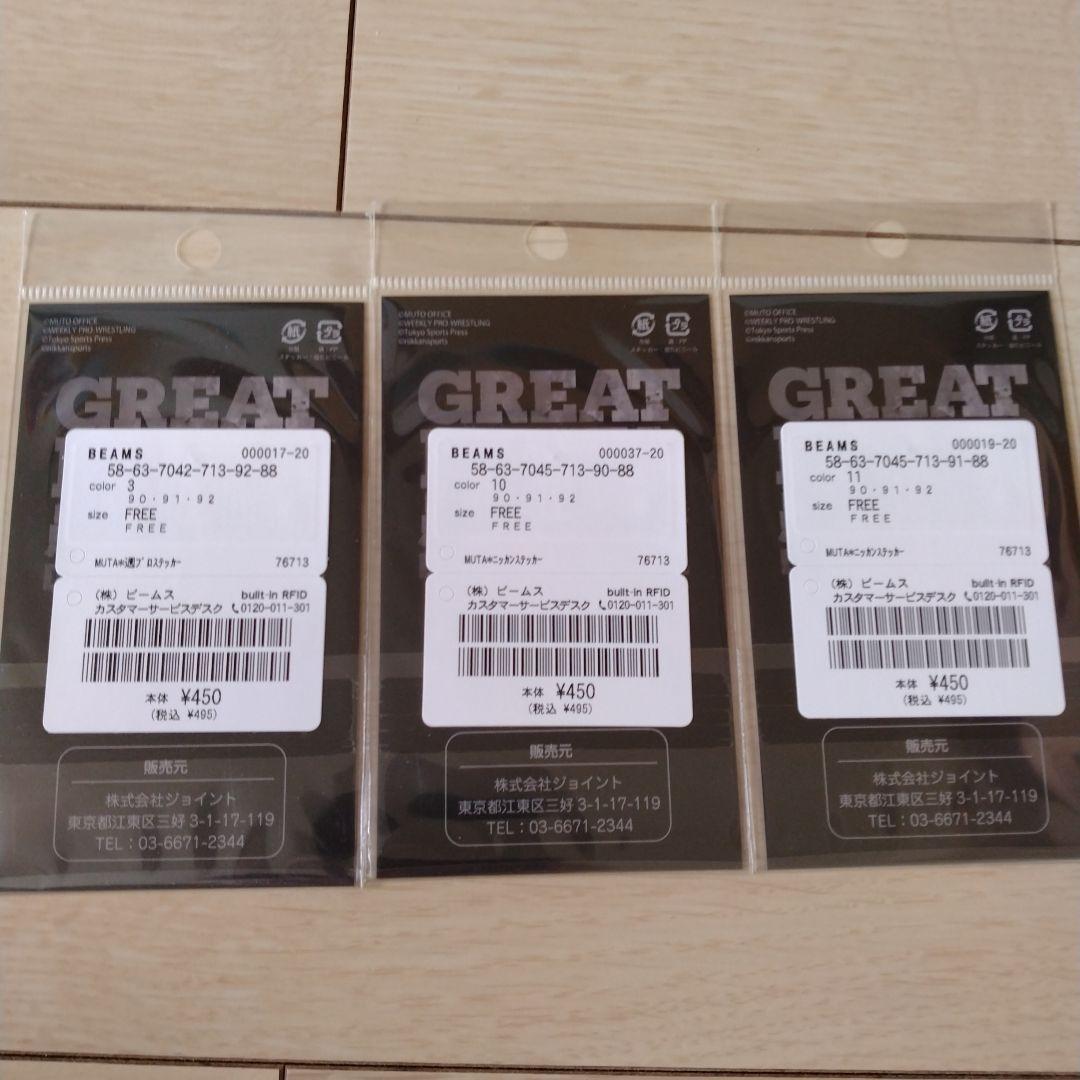 ©MUTO OFFICE
©WEEKLY PRO-WRESTLING
©Tokyo Sports Press
©nikkansports
紙
プラ
GREAT
BEAMS 000017-20
58-63-7042-713-92-88
color 3
90・91・92
size FREE
FREE
MUTA*週プロステッカー 76713
(株) ビームス built-in RFID
カスタマーサービスデスク 0120-011-301
本体 ¥450
(税込 ¥495)
販売元
株式会社ジョイント
東京都江東区三好 3-1-17-119
TEL：03-6671-2344
©MUTO OFFICE
©WEEKLY PRO-WRESTLING
©Tokyo Sports Press
©nikkansports
紙
プラ
GREAT
BEAMS 000037-20
58-63-7045-713-90-88
color 10
90・91・92
size FREE
FREE
MUTA*ニッカンステッカー 76713
(株) ビームス built-in RFID
カスタマーサービスデスク 0120-011-301
本体 ¥450
(税込 ¥495)
販売元
株式会社ジョイント
東京都江東区三好 3-1-17-119
TEL：03-6671-2344
©MUTO OFFICE
©WEEKLY PRO-WRESTLING
©Tokyo Sports Press
©nikkansports
紙
プラ
GREAT
BEAMS 000019-20
58-63-7045-713-91-88
color 11
90・91・92
size FREE
FREE
MUTA*ニッカンステッカー 76713
(株) ビームス built-in RFID
カスタマーサービスデスク 0120-011-301
本体 ¥450
(税込 ¥495)
販売元
株式会社ジョイント
東京都江東区三好 3-1-17-119
TEL：03-6671-2344